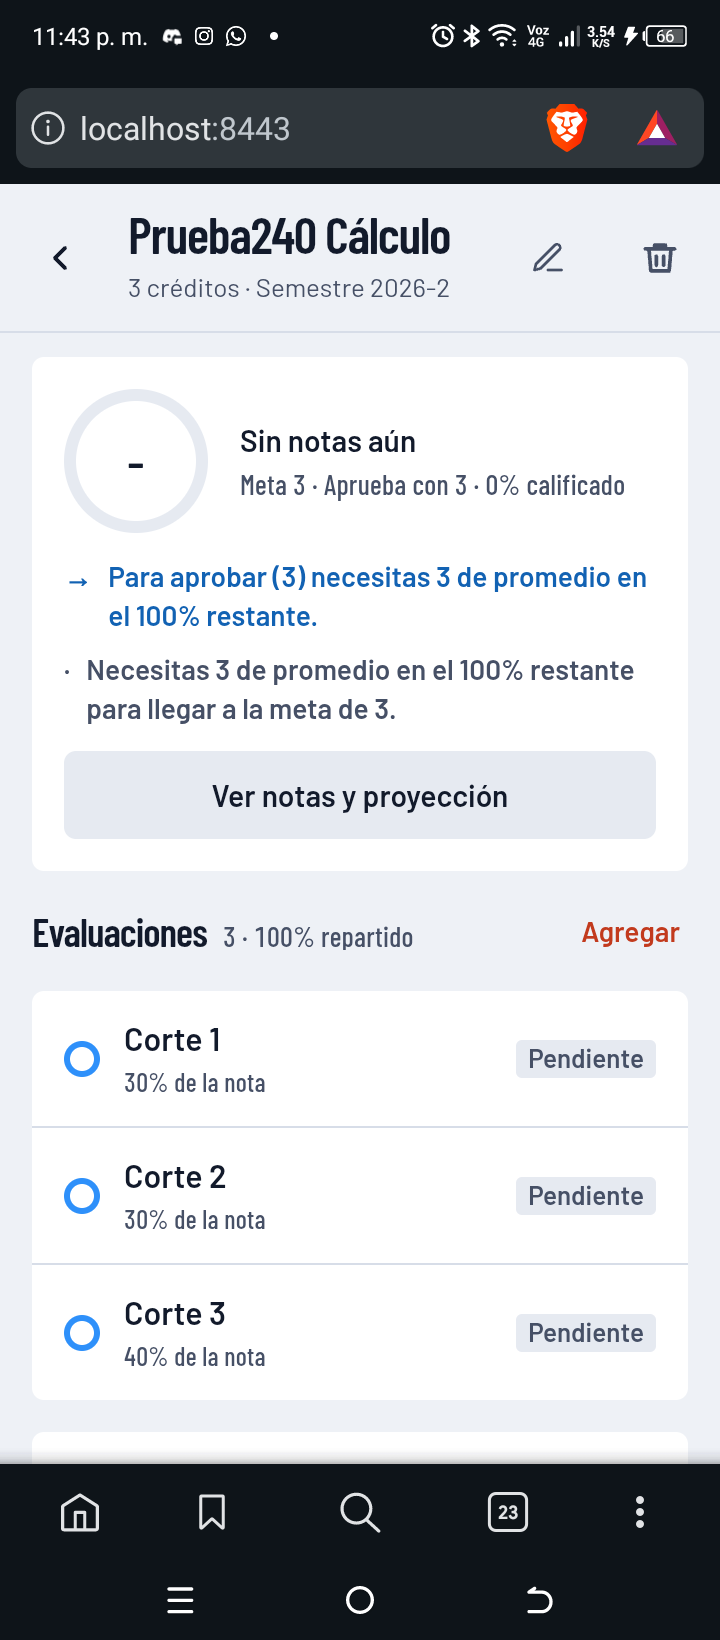 11:43 p. m.
Voz
4G
3.54
K/S
66
localhost:8443
Prueba240 Cálculo
3 créditos · Semestre 2026-2
-
Sin notas aún
Meta 3 · Aprueba con 3 · 0% calificado
→ Para aprobar (3) necesitas 3 de promedio en
el 100% restante.
· Necesitas 3 de promedio en el 100% restante
para llegar a la meta de 3.
Ver notas y proyección
Evaluaciones 3 · 100% repartido
Agregar
Corte 1
30% de la nota
Pendiente
Corte 2
30% de la nota
Pendiente
Corte 3
40% de la nota
Pendiente
23